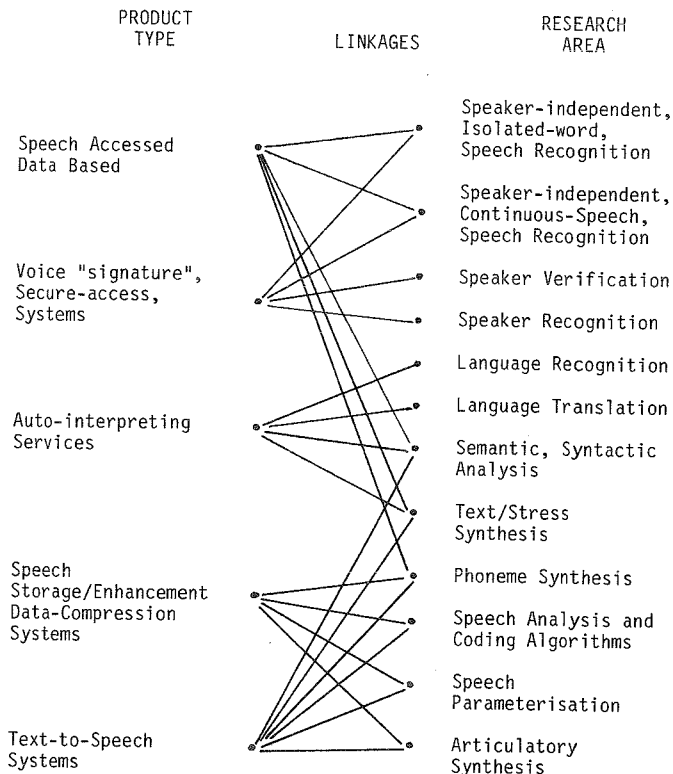 PRODUCT
TYPE
LINKAGES
RESEARCH
AREA
Speech Accessed
Data Based
Voice "signature",
Secure-access,
Systems
Auto-interpreting
Services
Speech
Storage/Enhancement
Data-Compression
Systems
Text-to-Speech
Systems
Speaker-independent,
Isolated-word,
Speech Recognition
Speaker-independent,
Continuous-Speech,
Speech Recognition
Speaker Verification
Speaker Recognition
Language Recognition
Language Translation
Semantic, Syntactic
Analysis
Text/Stress
Synthesis
Phoneme Synthesis
Speech Analysis and
Coding Algorithms
Speech
Parameterisation
Articulatory
Synthesis